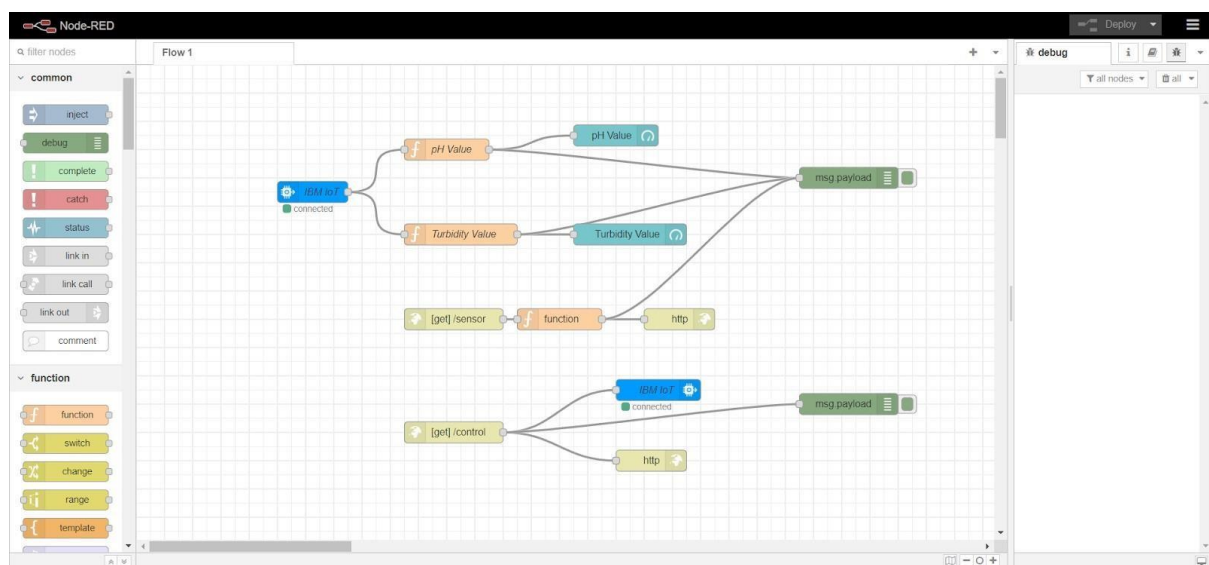 Node-RED
Deploy
filter nodes
Flow 1
debug
i
all nodes
all
common
inject
debug
complete
catch
status
link in
link call
link out
comment
function
function
switch
change
range
template
IBM IoT
connected
pH Value
pH Value
Turbidity Value
Turbidity Value
msg.payload
[get] /sensor
function
http
[get] /control
IBM IoT
connected
http
msg.payload